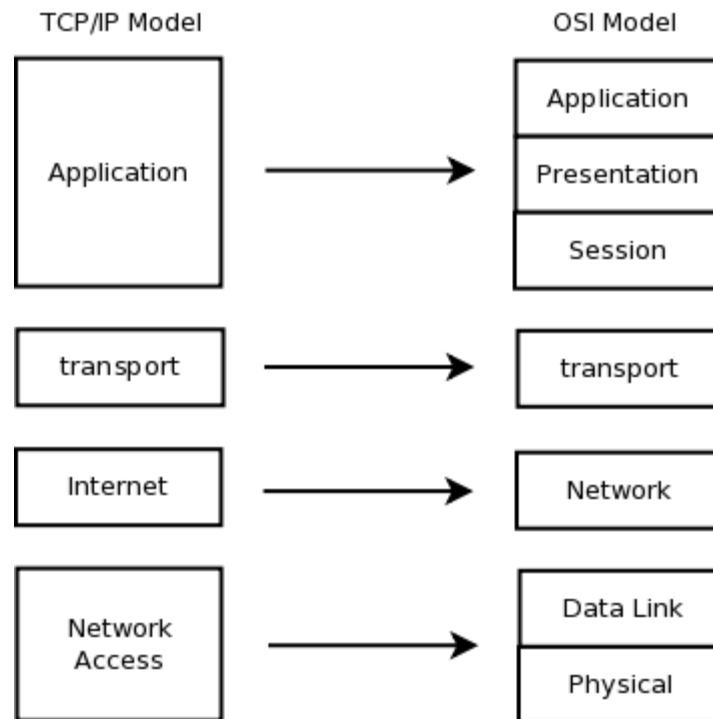 TCP/IP Model
OSI Model
Application
Application
Presentation
Session
transport
transport
Internet
Network
Network
Access
Data Link
Physical